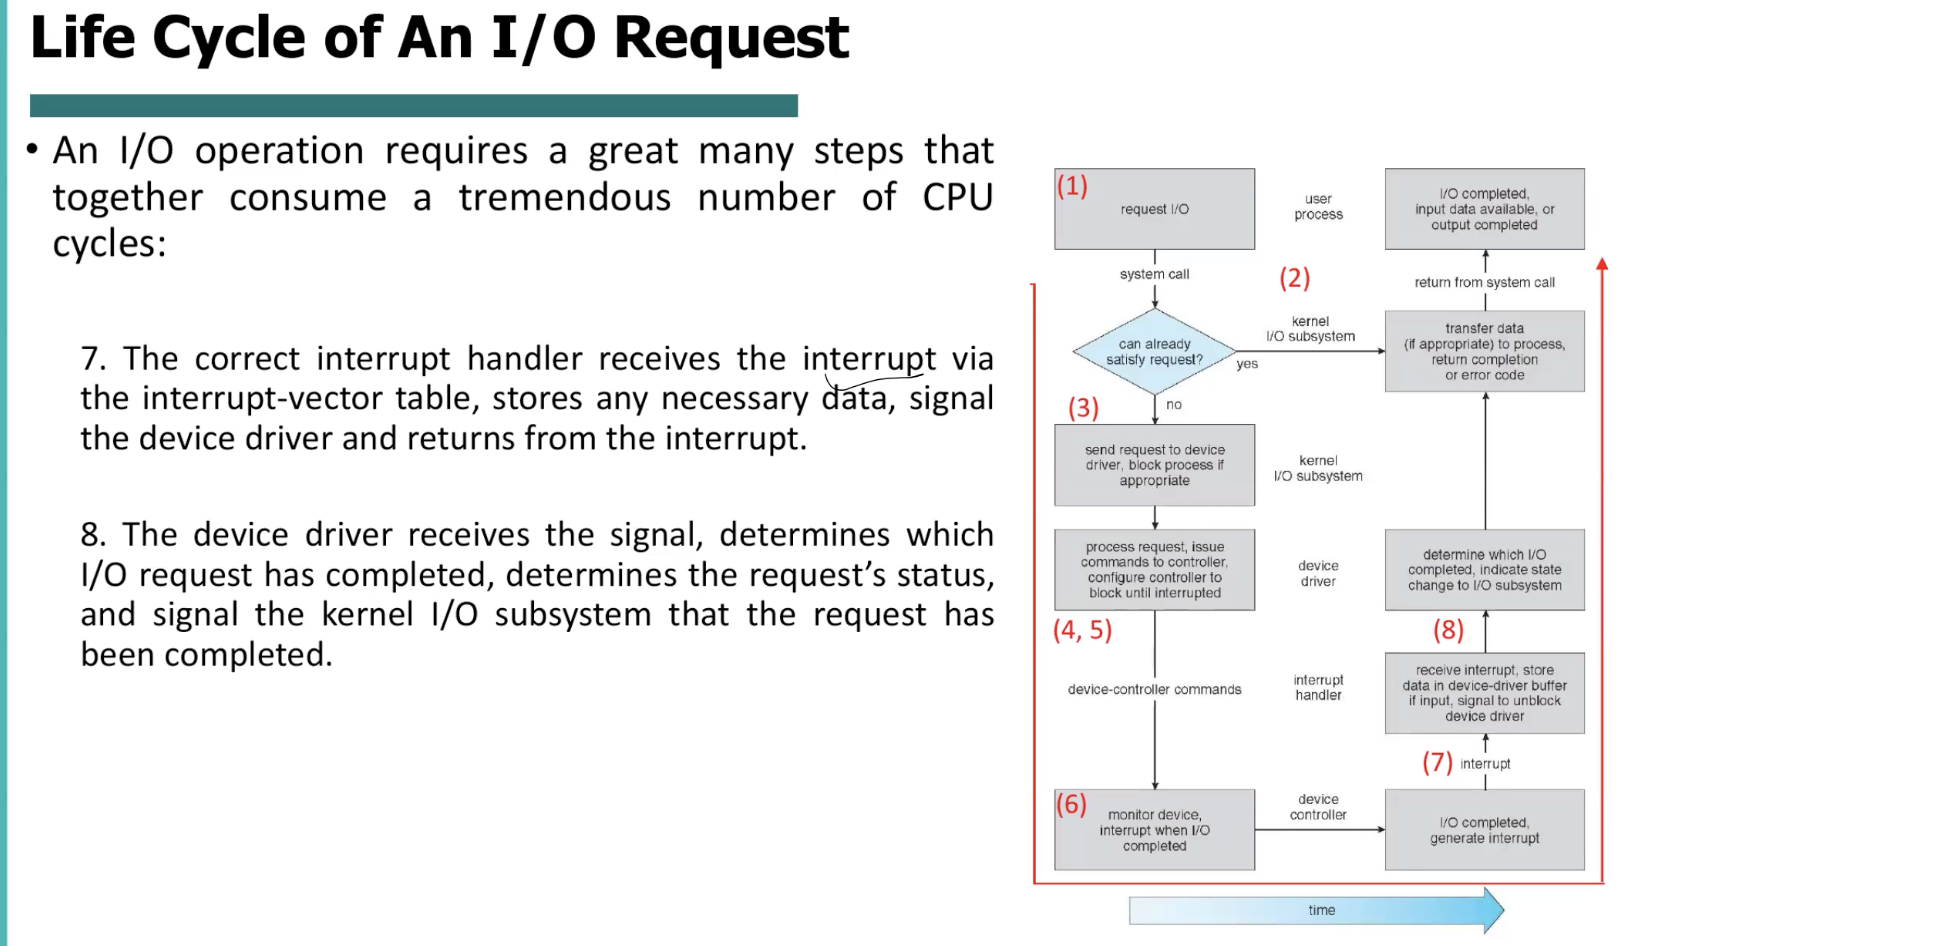 Life Cycle of An I/O Request
• An I/O operation requires a great many steps that
together consume a tremendous number of CPU
cycles:
7. The correct interrupt handler receives the interrupt via
the interrupt-vector table, stores any necessary data, signal
the device driver and returns from the interrupt.
8. The device driver receives the signal, determines which
I/O request has completed, determines the request’s status,
and signal the kernel I/O subsystem that the request has
been completed.
(1)
request I/O
user
process
I/O completed,
input data available, or
output completed
system call
(2)
return from system call
can already
satisfy request?
kernel
I/O subsystem
yes
transfer data
(if appropriate) to process,
return completion
or error code
no
(3)
send request to device
driver, block process if
appropriate
kernel
I/O subsystem
process request, issue
commands to controller,
configure controller to
block until interrupted
device
driver
determine which I/O
completed, indicate state
change to I/O subsystem
(4, 5)
(8)
device-controller commands
interrupt
handler
receive interrupt, store
data in device-driver buffer
if input, signal to unblock
device driver
(7)
interrupt
(6)
monitor device,
interrupt when I/O
completed
device
controller
I/O completed,
generate interrupt
time